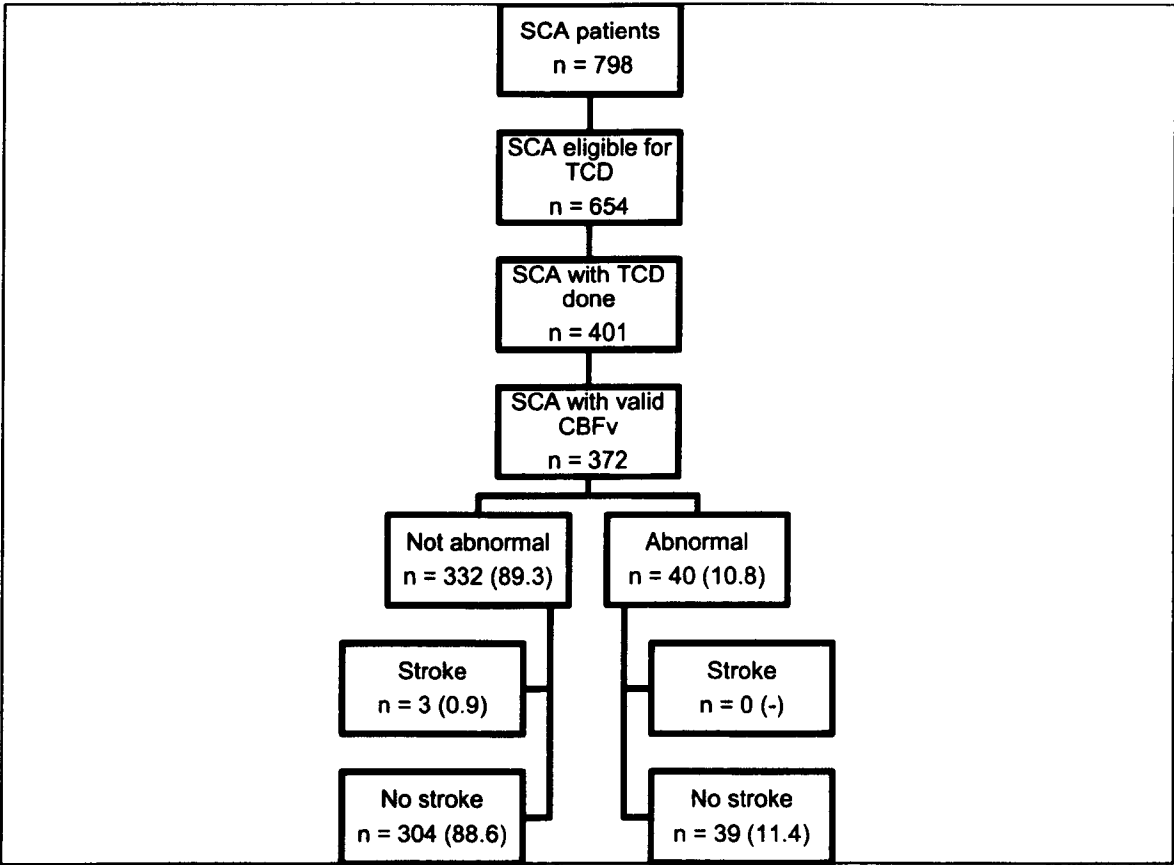 SCA patients
n = 798
SCA eligible for
TCD
n = 654
SCA with TCD
done
n = 401
SCA with valid
CBFv
n = 372
Not abnormal
n = 332 (89.3)
Abnormal
n = 40 (10.8)
Stroke
n = 3 (0.9)
Stroke
n = 0 (-)
No stroke
n = 304 (88.6)
No stroke
n = 39 (11.4)